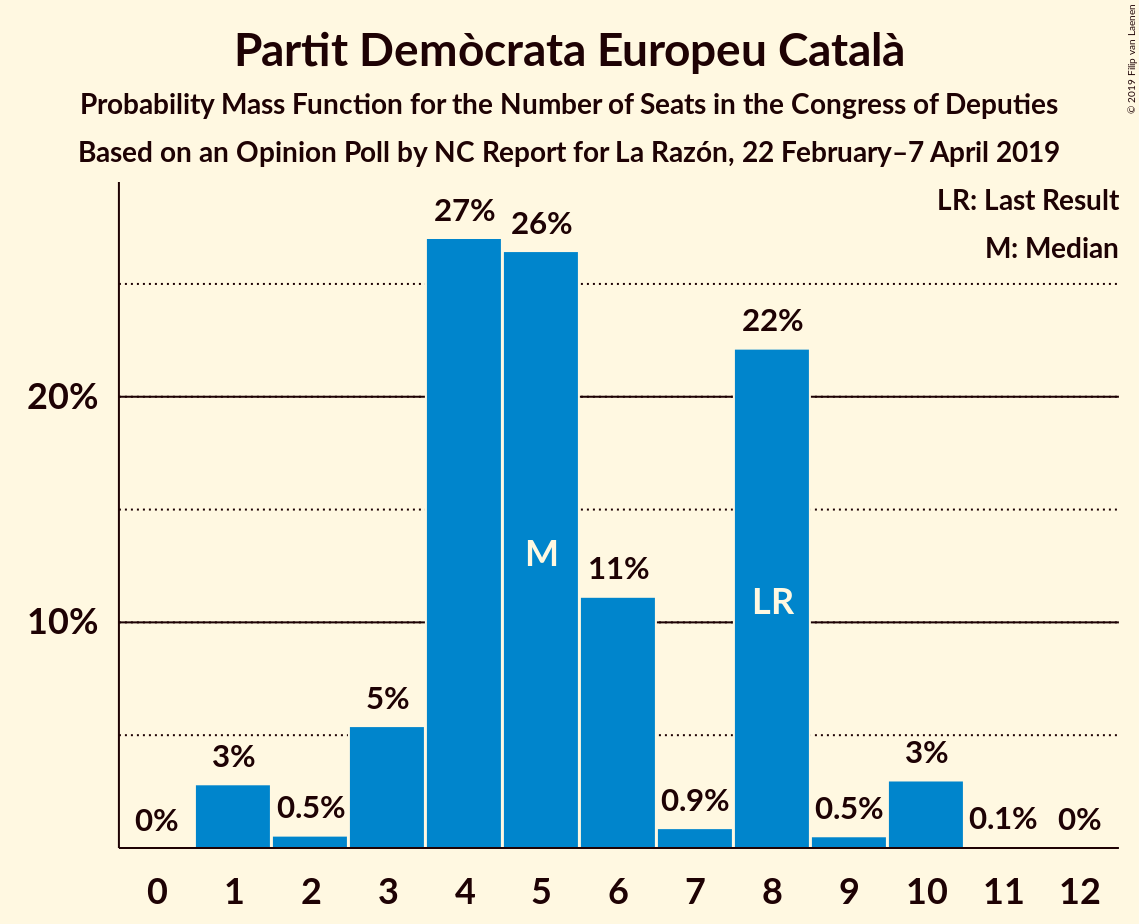 Partit Demòcrata Europeu Català
Probability Mass Function for the Number of Seats in the Congress of Deputies
Based on an Opinion Poll by NC Report for La Razón, 22 February–7 April 2019
© 2019 Filip van Laenen
LR: Last Result
M: Median
27%
26%
22%
20%
M
11%
LR
10%
5%
3%
3%
0%
0.5%
0.9%
0.5%
0.1%
0%
0 1 2 3 4 5 6 7 8 9 10 11 12